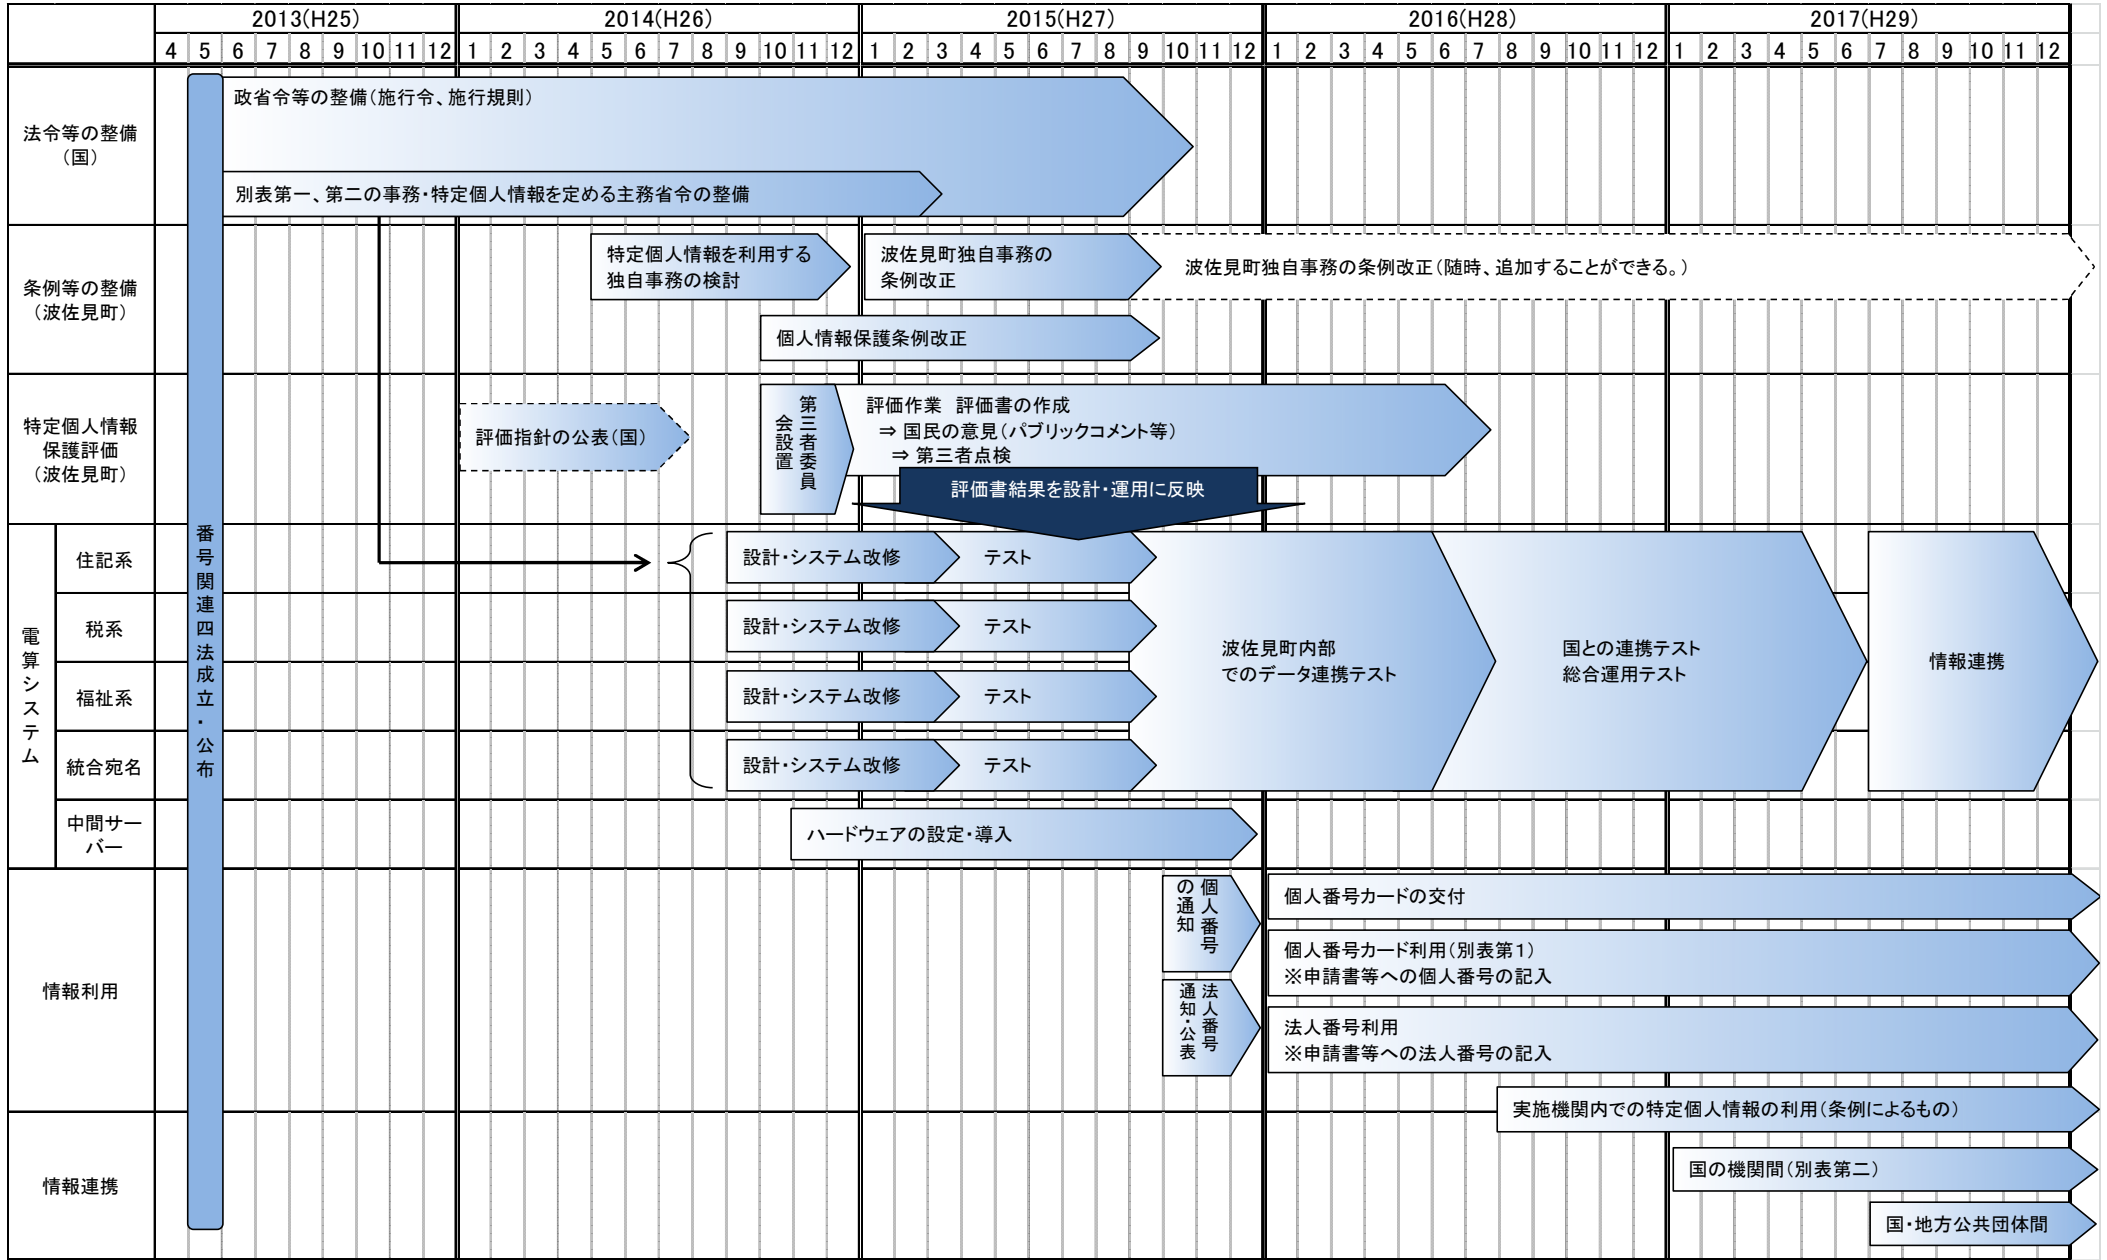 2013(H25) 2014(H26) 2015(H27) 2016(H28) 2017(H29)
4 5 6 7 8 9 10 11 12 1 2 3 4 5 6 7 8 9 10 11 12 1 2 3 4 5 6 7 8 9 10 11 12 1 2 3 4 5 6 7 8 9 10 11 12 1 2 3 4 5 6 7 8 9 10 11 12
法令等の整備
(国)
政省令等の整備(施行令、施行規則)
別表第一、第二の事務・特定個人情報を定める主務省令の整備
番号関連四法成立・公布
条例等の整備
(波佐見町)
特定個人情報を利用する
独自事務の検討
波佐見町独自事務の
条例改正
波佐見町独自事務の条例改正(随時、追加することができる。)
個人情報保護条例改正
特定個人情報
保護評価
(波佐見町)
評価指針の公表(国)
第三者委員
会設置
評価作業 評価書の作成
⇒ 国民の意見(パブリックコメント等)
⇒ 第三者点検
評価書結果を設計・運用に反映
電算システム
住記系
設計・システム改修
テスト
税系
設計・システム改修
テスト
福祉系
設計・システム改修
テスト
統合宛名
設計・システム改修
テスト
波佐見町内部
でのデータ連携テスト
国との連携テスト
総合運用テスト
情報連携
中間サー
バー
ハードウェアの設定・導入
情報利用
個人番号
の通知
個人番号カードの交付
個人番号カード利用(別表第1)
※申請書等への個人番号の記入
法人番号
通知・公表
法人番号利用
※申請書等への法人番号の記入
実施機関内での特定個人情報の利用(条例によるもの)
情報連携
国の機関間(別表第二)
国・地方公共団体間